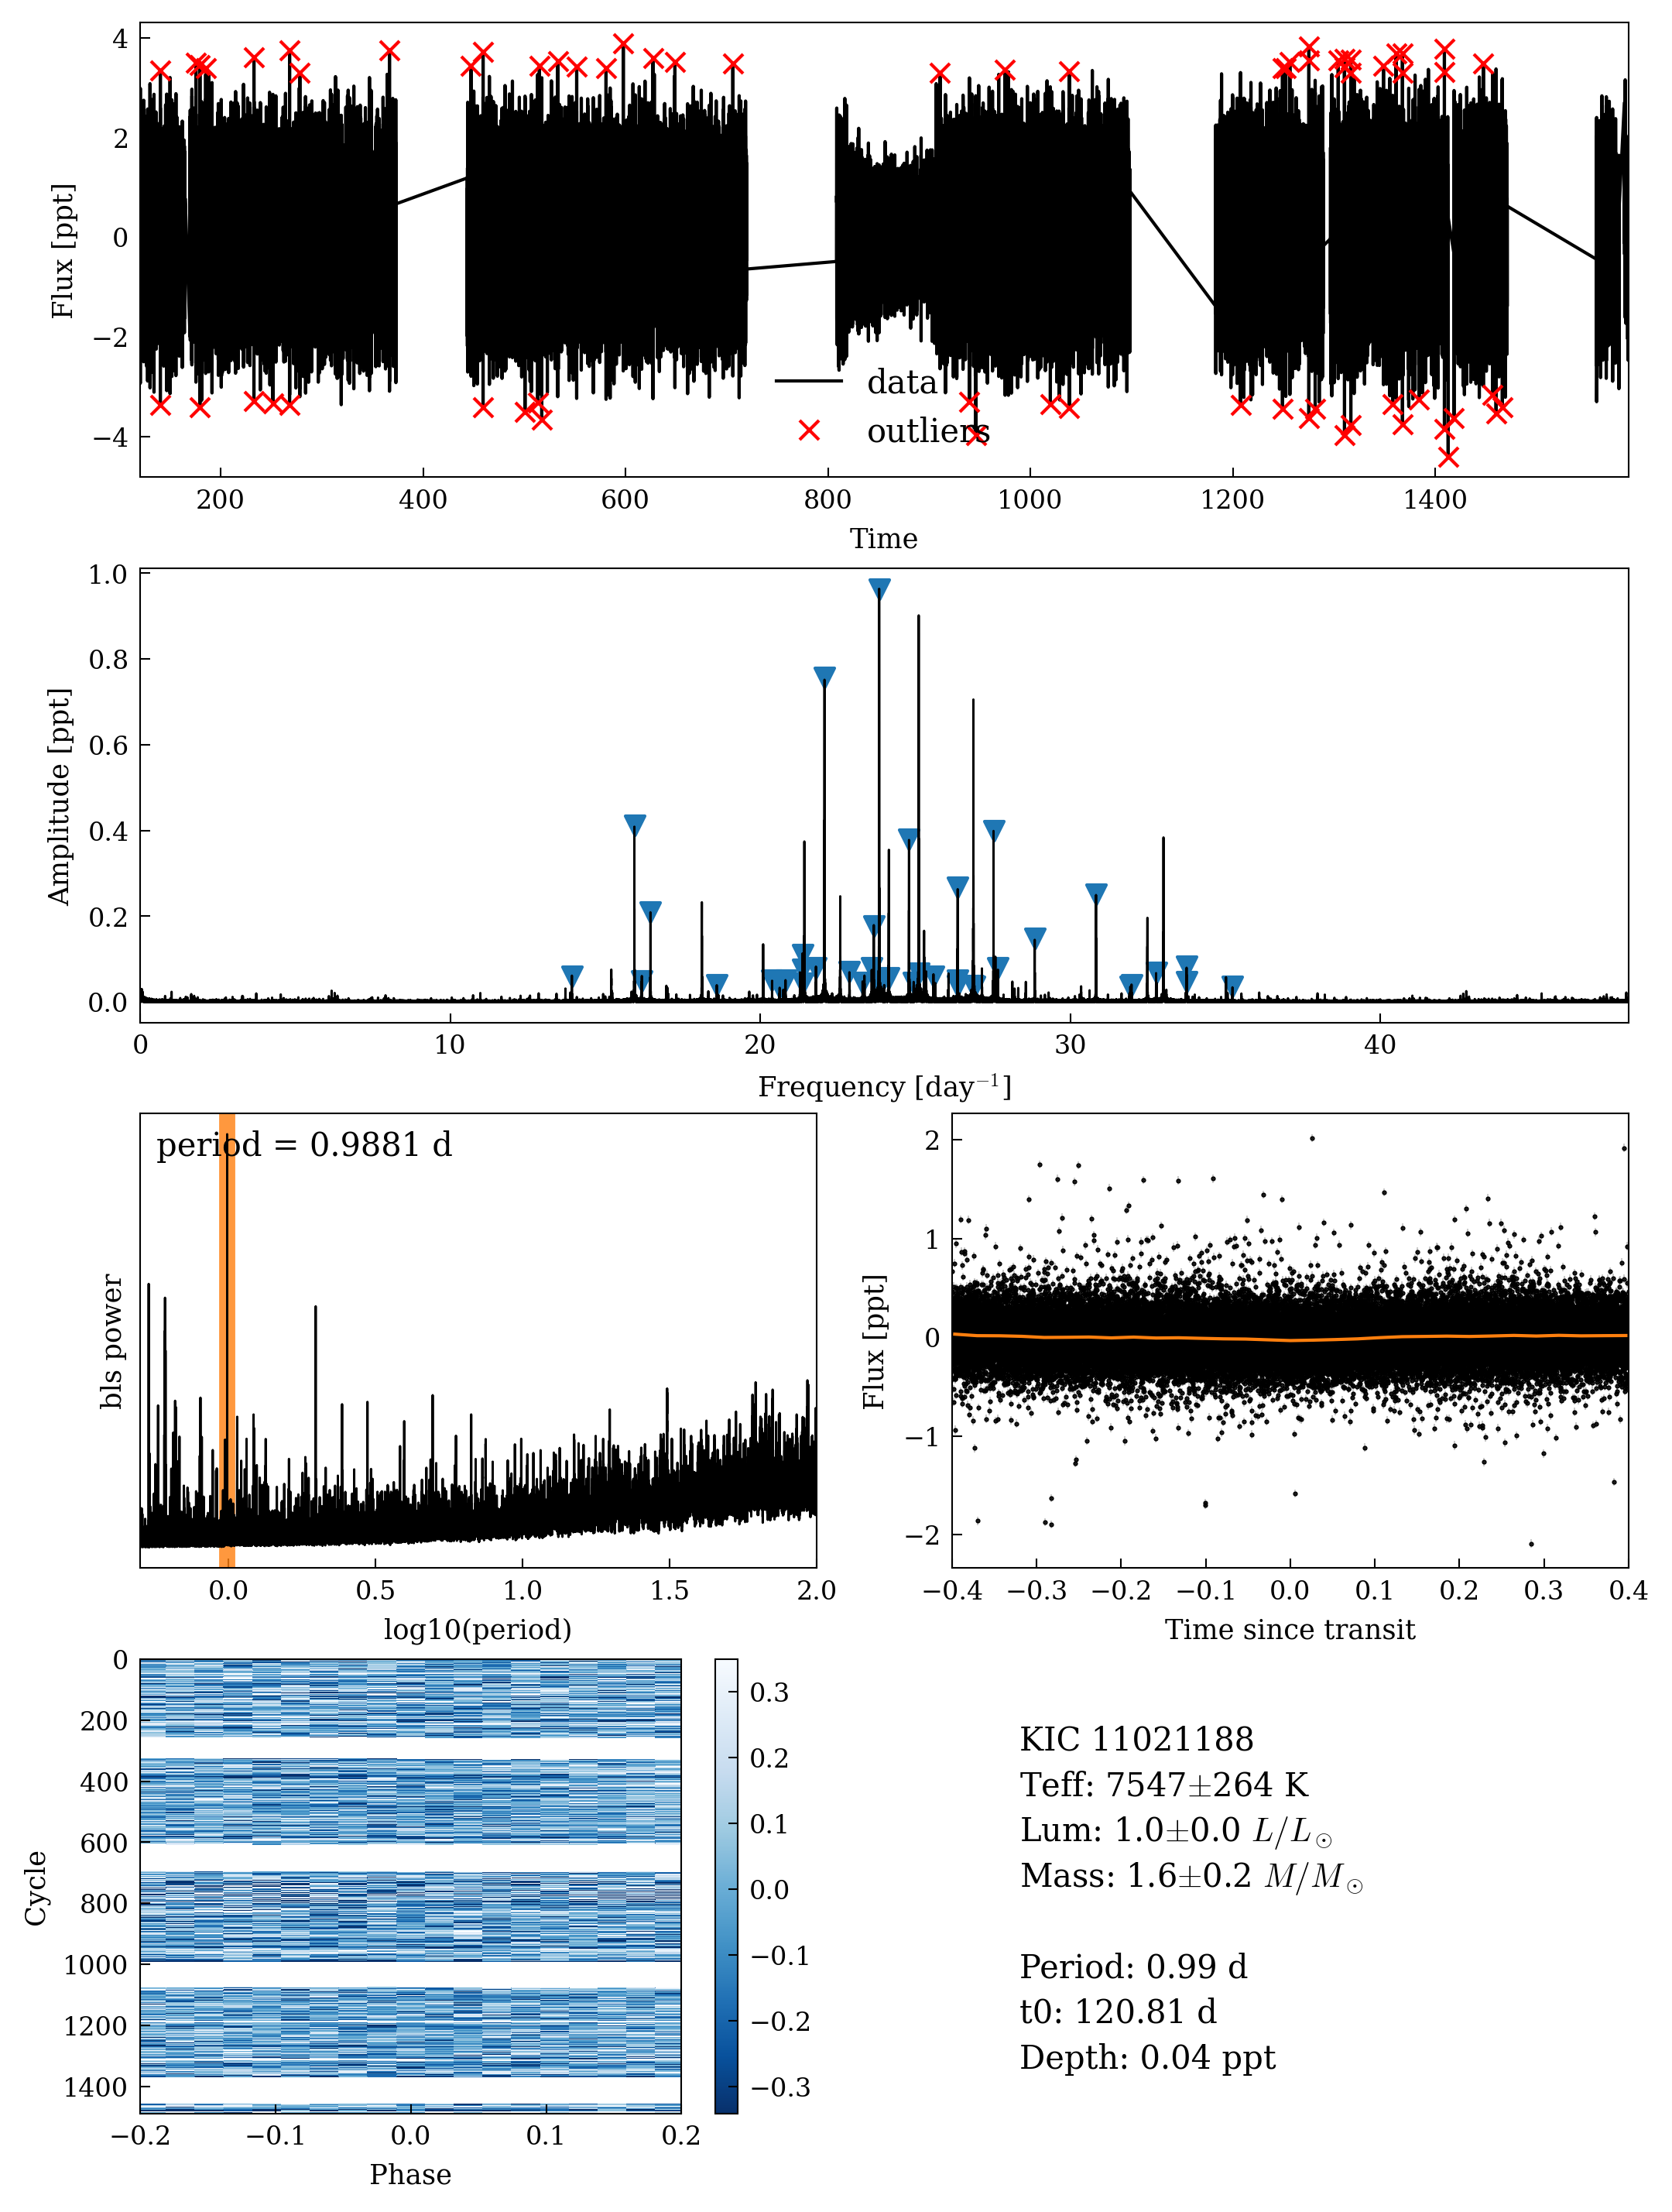 4
2
0
−2
−4
Flux [ppt]
data
outliers
200 400 600 800 1000 1200 1400
Time
1.0
0.8
0.6
0.4
0.2
0.0
Amplitude [ppt]
0 10 20 30 40
Frequency [day⁻¹]
period = 0.9881 d
bls power
0.0 0.5 1.0 1.5 2.0
log10(period)
2
1
0
−1
−2
Flux [ppt]
−0.4 −0.3 −0.2 −0.1 0.0 0.1 0.2 0.3 0.4
Time since transit
0
200
400
600
800
1000
1200
1400
Cycle
−0.2 −0.1 0.0 0.1 0.2
Phase
0.3
0.2
0.1
0.0
−0.1
−0.2
−0.3
KIC 11021188
Teff: 7547±264 K
Lum: 1.0±0.0 L/L☉
Mass: 1.6±0.2 M/M☉
Period: 0.99 d
t0: 120.81 d
Depth: 0.04 ppt